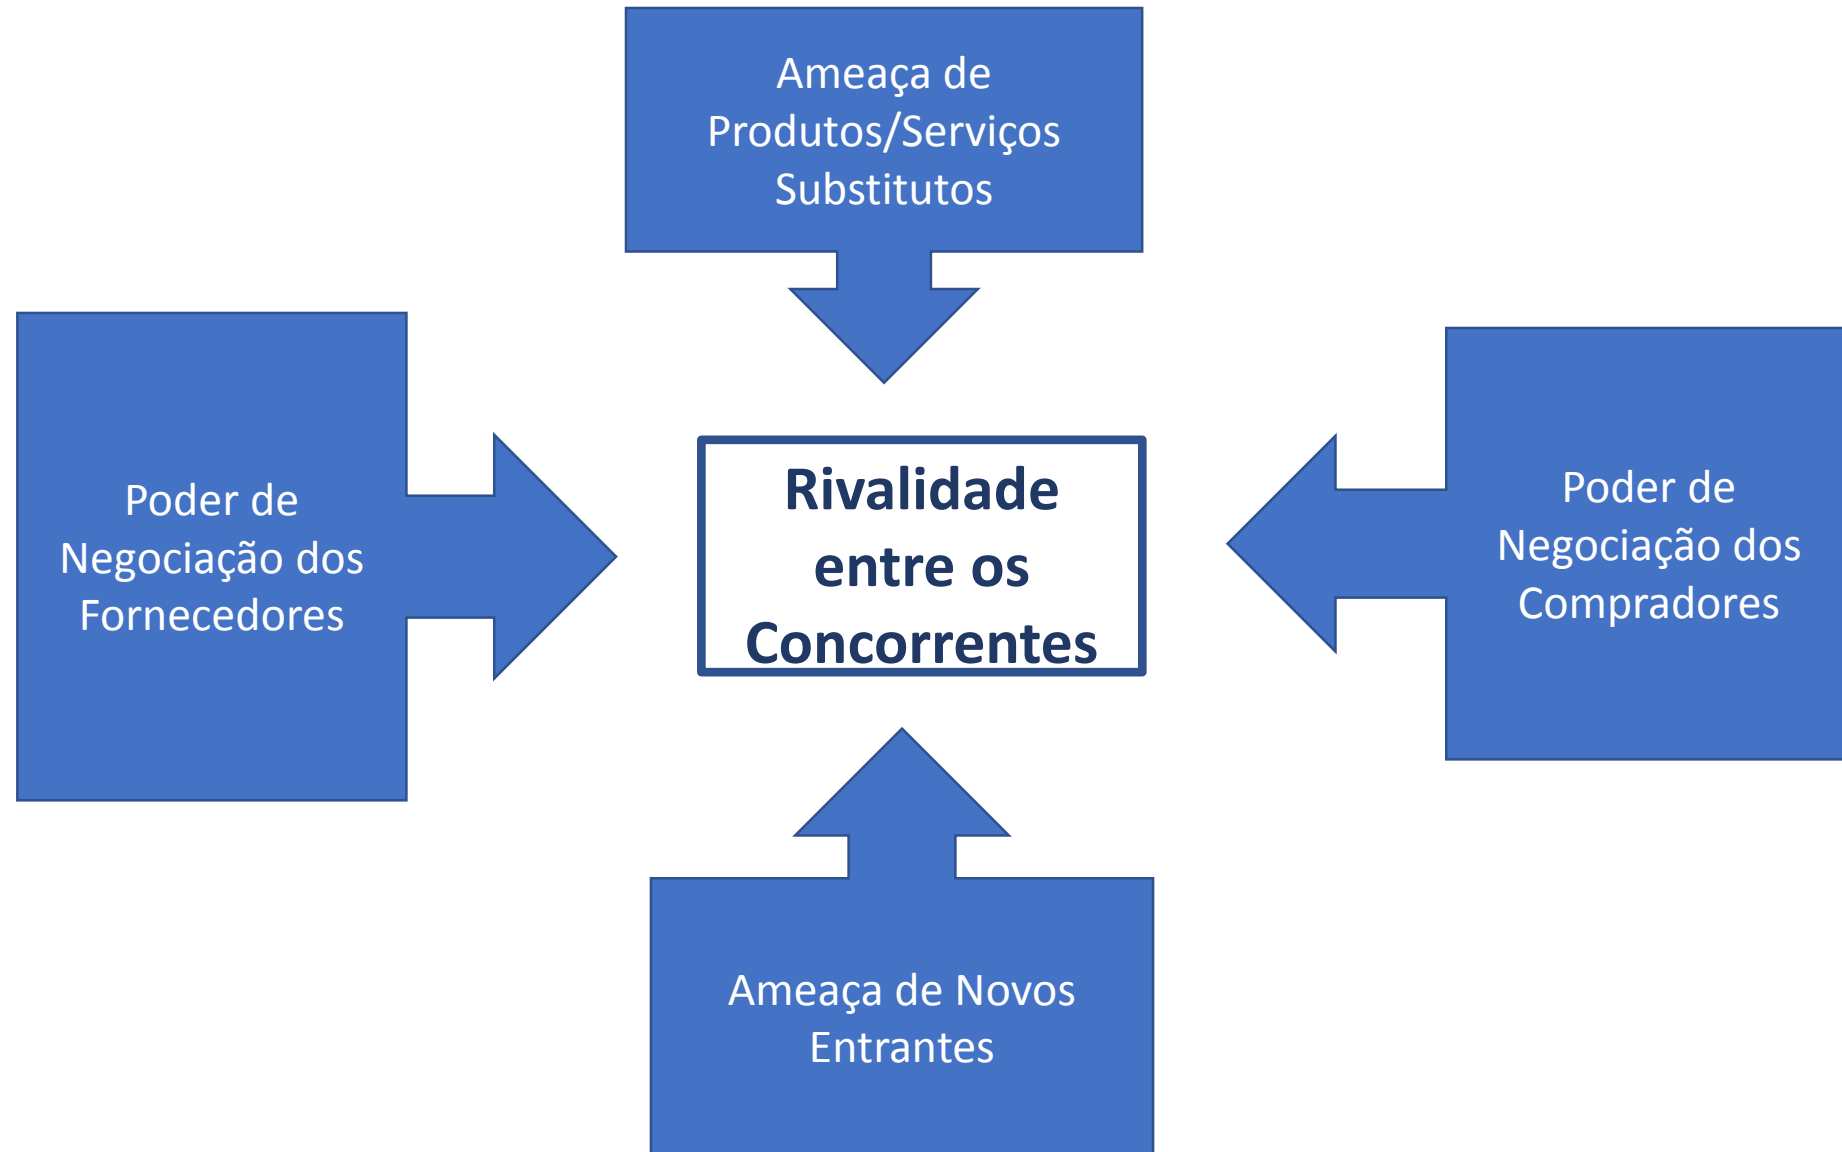 Ameaça de
Produtos/Serviços
Substitutos
Poder de
Negociação dos
Fornecedores
Rivalidade
entre os
Concorrentes
Poder de
Negociação dos
Compradores
Ameaça de Novos
Entrantes